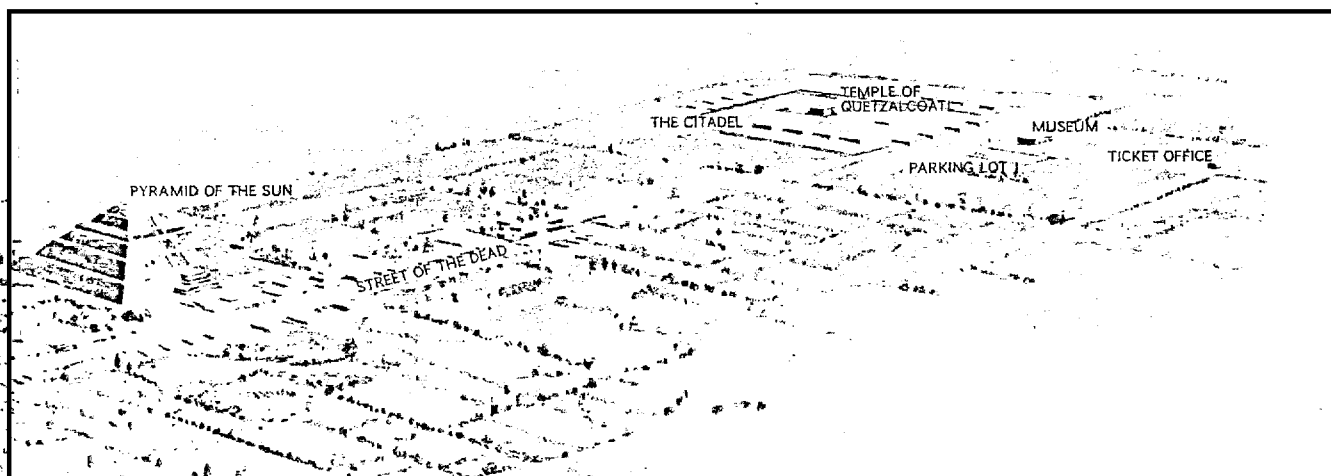 TEMPLE OF
QUETZALCOATL
THE CITADEL
MUSEUM
TICKET OFFICE
PARKING LOT 1
PYRAMID OF THE SUN
STREET OF THE DEAD